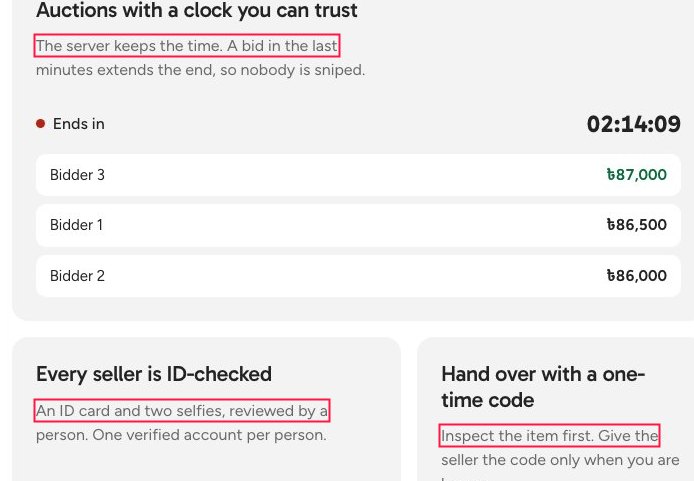 Auctions with a clock you can trust
The server keeps the time. A bid in the last
minutes extends the end, so nobody is sniped.
Ends in
02:14:09
Bidder 3
৳87,000
Bidder 1
৳86,500
Bidder 2
৳86,000
Every seller is ID-checked
An ID card and two selfies, reviewed by a
person. One verified account per person.
Hand over with a one-
time code
Inspect the item first. Give the
seller the code only when you are